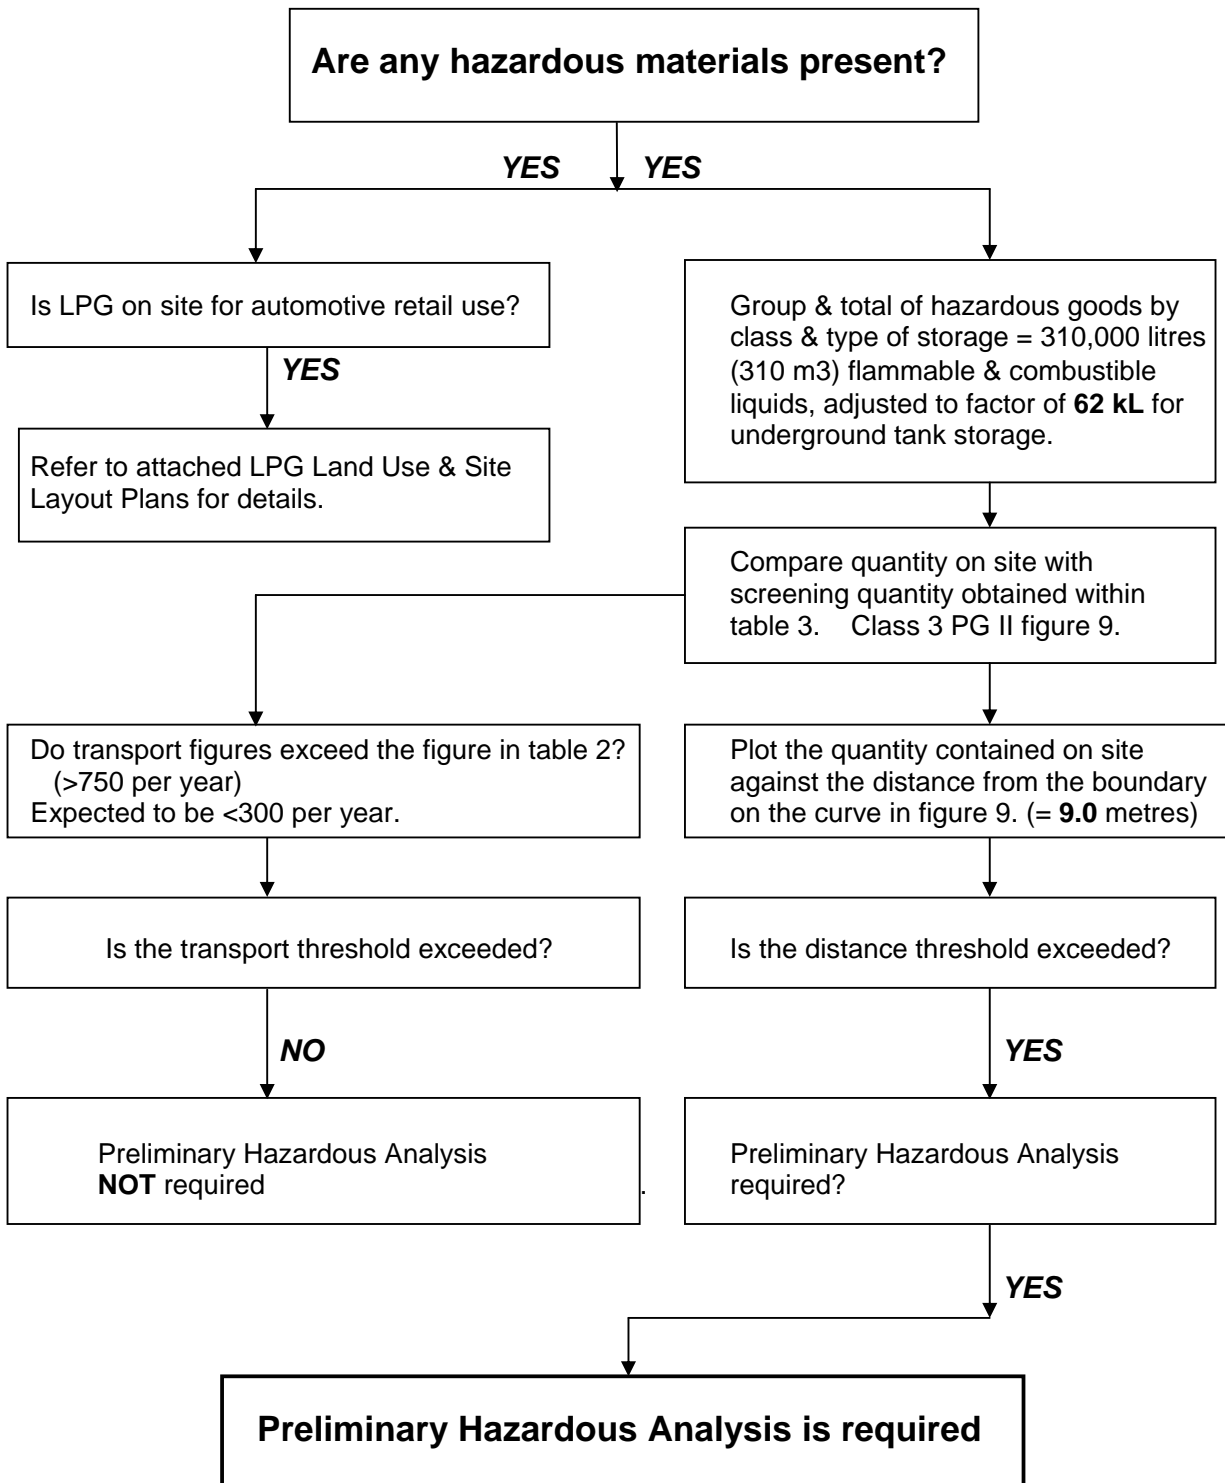 Are any hazardous materials present?
YES
YES
Is LPG on site for automotive retail use?
YES
Refer to attached LPG Land Use & Site
Layout Plans for details.
Group & total of hazardous goods by
class & type of storage = 310,000 litres
(310 m3) flammable & combustible
liquids, adjusted to factor of 62 kL for
underground tank storage.
Compare quantity on site with
screening quantity obtained within
table 3. Class 3 PG II figure 9.
Do transport figures exceed the figure in table 2?
(>750 per year)
Expected to be <300 per year.
Plot the quantity contained on site
against the distance from the boundary
on the curve in figure 9. (= 9.0 metres)
Is the transport threshold exceeded?
Is the distance threshold exceeded?
NO
YES
Preliminary Hazardous Analysis
NOT required .
Preliminary Hazardous Analysis
required?
YES
Preliminary Hazardous Analysis is required